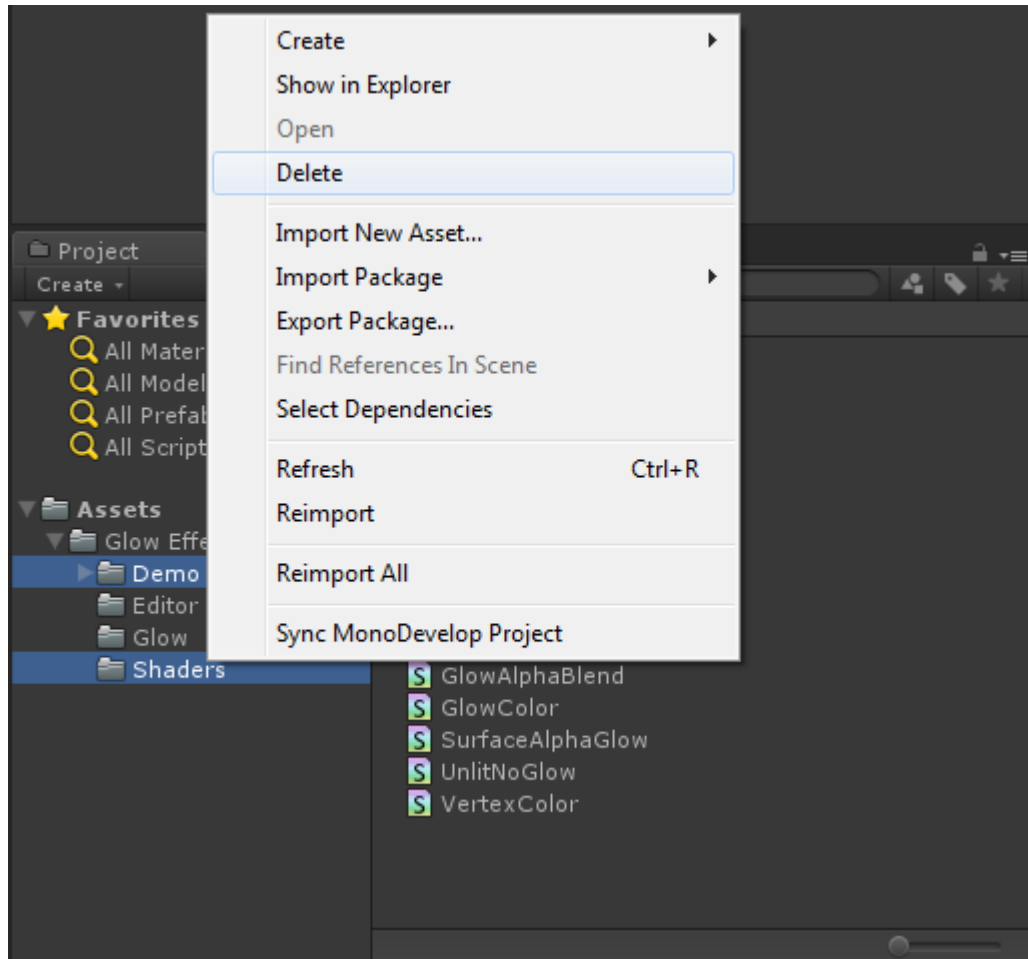 Create
Show in Explorer
Open
Delete
Import New Asset...
Import Package
Export Package...
Find References In Scene
Select Dependencies
Refresh Ctrl+R
Reimport
Reimport All
Sync MonoDevelop Project
Project
Create
Favorites
All Mater
All Model
All Prefab
All Script
Assets
Glow Effe
Demo
Editor
Glow
Shaders
GlowAlphaBlend
GlowColor
SurfaceAlphaGlow
UnlitNoGlow
VertexColor